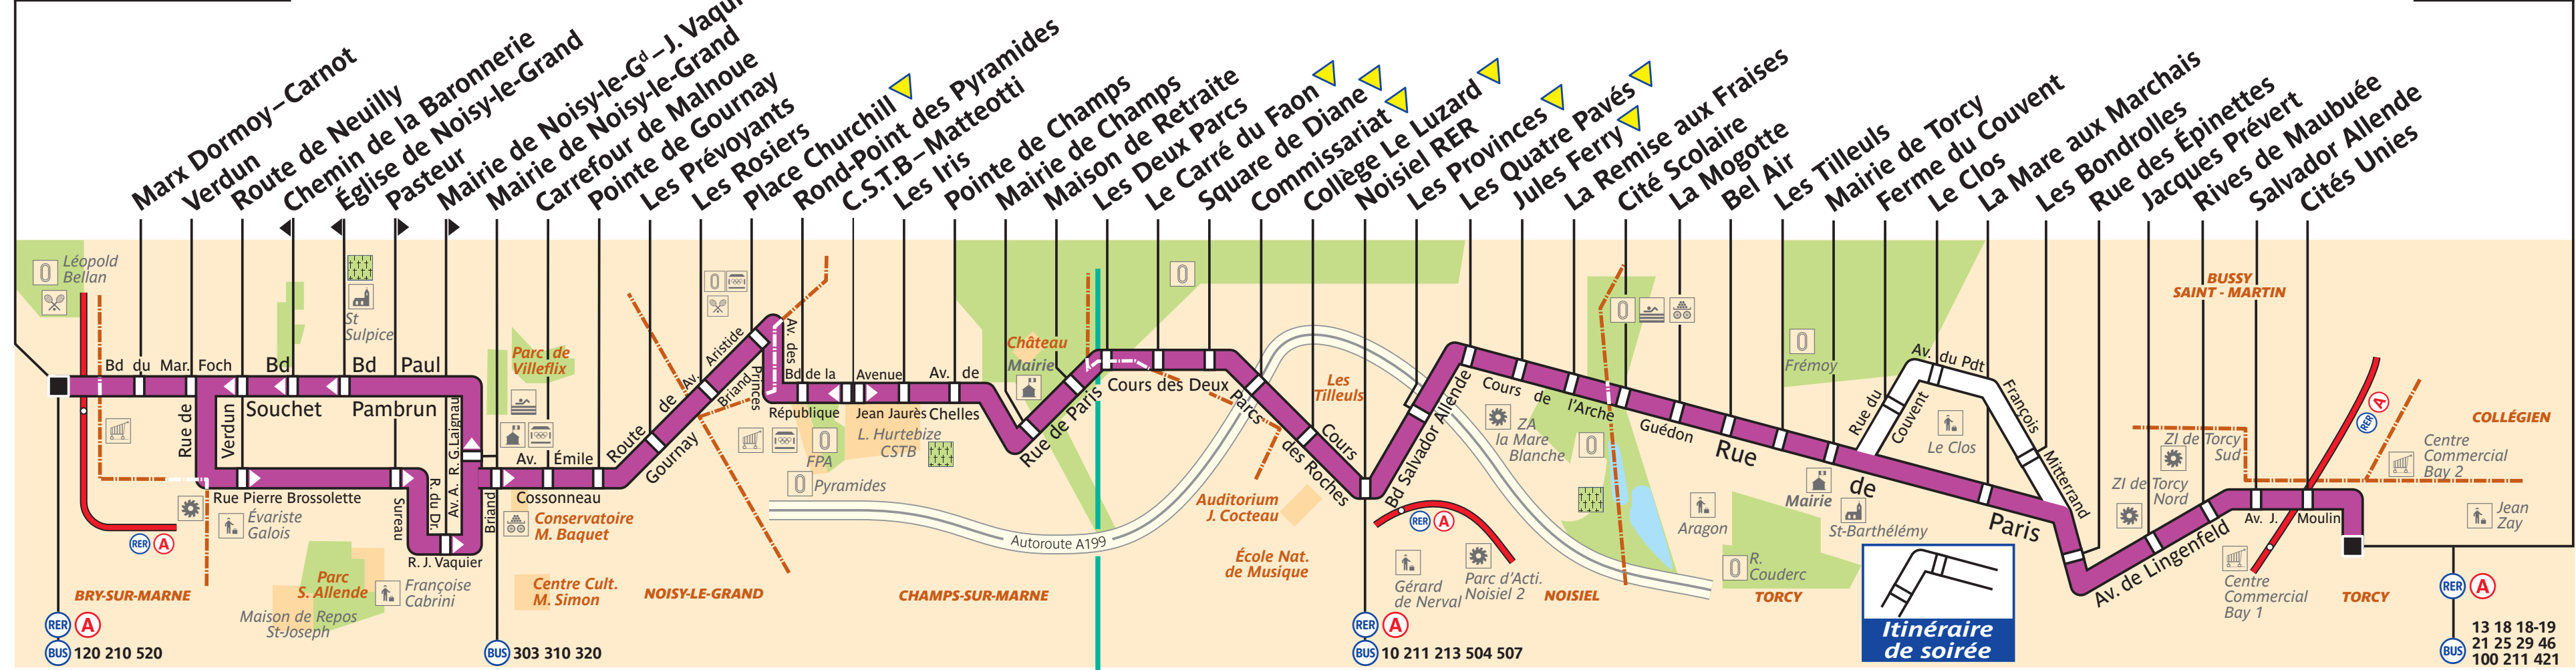 Marx Dormoy – Carnot
Verdun
Route de Neuilly
Chemin de la Baronnerie
Église de Noisy-le-Grand
Pasteur
Mairie de Noisy-le-Gd – J. Vaqui
Mairie de Noisy-le-Grand
Carrefour de Malnoue
Pointe de Gournay
Les Prévoyants
Les Rosiers
Place Churchill
Rond-Point des Pyramides
C.S.T.B – Matteotti
Les Iris
Pointe de Champs
Mairie de Champs
Maison de Retraite
Les Deux Parcs
Le Carré du Faon
Square de Diane
Commissariat
Collège Le Luzard
Noisiel RER
Les Provinces
Les Quatre Pavés
Jules Ferry
La Remise aux Fraises
Cité Scolaire
La Mogotte
Bel Air
Les Tilleuls
Mairie de Torcy
Ferme du Couvent
Le Clos
La Mare aux Marchais
Les Bondrolles
Rue des Épinettes
Jacques Prévert
Rives de Maubuée
Salvador Allende
Cités Unies
Léopold
Bellan
St
Sulpice
Bd du Mar. Foch
Bd
Bd
Paul
Souchet
Pambrun
Rue de
Verdun
Rue Pierre Brossolette
Sureau
R. du Dr.
Av. A. R. G. Laignau
R. J. Vaquier
Briand
Évariste
Galois
Parc
S. Allende
Maison de Repos
St-Joseph
Françoise
Cabrini
BRY-SUR-MARNE
RER A
RER A
BUS 120 210 520
Parc de
Villeflix
Av. Émile
Cossonneau
Conservatoire
M. Baquet
Centre Cult.
M. Simon
BUS 303 310 320
Route de
Gournay
Av. Aristide
Briand
Av. des
Princes
NOISY-LE-GRAND
Bd de la
République
Avenue
Jean Jaurès
Av. de
Chelles
FPA
L. Hurtebize
CSTB
Pyramides
CHAMPS-SUR-MARNE
Château
Mairie
Rue de Paris
Autoroute A199
Cours des Deux
Parcs
Les
Tilleuls
Cours
des Roches
Auditorium
J. Cocteau
École Nat.
de Musique
RER A
BUS 10 211 213 504 507
Bd Salvador Allende
RER A
Gérard
de Nerval
Parc d'Acti.
Noisiel 2
NOISIEL
Cours de l'Arche
ZA
la Mare
Blanche
Guédon
Rue
de
Paris
Aragon
R.
Couderc
TORCY
Frémoy
Mairie
St-Barthélémy
Rue du
Couvent
Av. du Pdt
François
Mitterrand
Le Clos
Itinéraire
de soirée
BUSSY
SAINT - MARTIN
ZI de Torcy
Sud
ZI de Torcy
Nord
Av. de Lingenfeld
Av. J. Moulin
Centre
Commercial
Bay 1
RER A
COLLÉGIEN
Centre
Commercial
Bay 2
Jean
Zay
TORCY
RER A
BUS
13 18 18-19
21 25 29 46
100 211 421